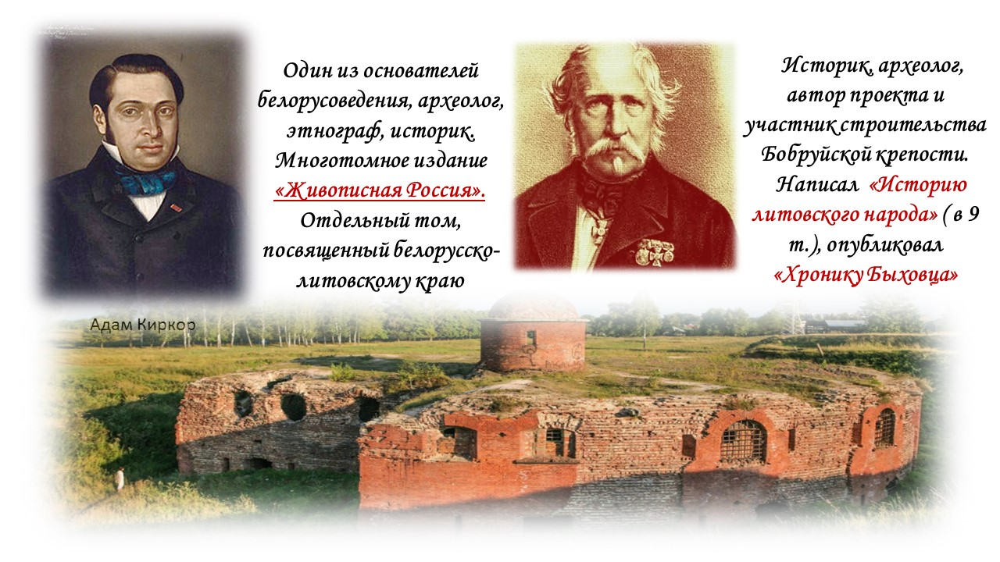 Один из основателей
белорусоведения, археолог,
этнограф, историк.
Многотомное издание
«Живописная Россия».
Отдельный том,
посвященный белорусско-
литовскому краю
Адам Киркор
Историк, археолог,
автор проекта и
участник строительства
Бобруйской крепости.
Написал «Историю
литовского народа» ( в 9
т.), опубликовал
«Хронику Быховца»